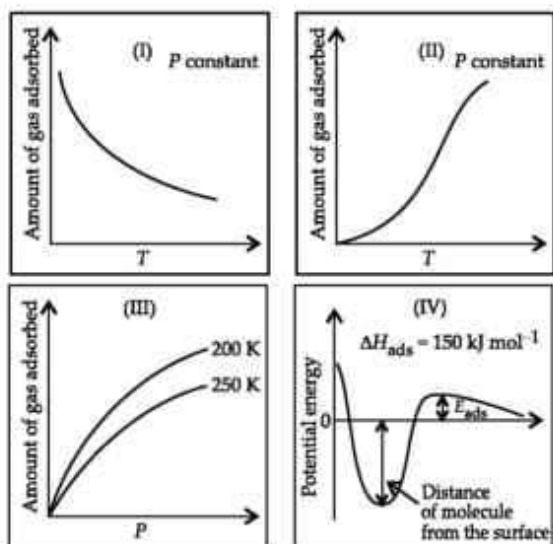 (I)
P constant
Amount of gas adsorbed
T
(II)
P constant
Amount of gas adsorbed
T
(III)
200 K
250 K
Amount of gas adsorbed
P
(IV)
ΔHads = 150 kJ mol⁻¹
Potential energy
0
Eads
Distance
of molecule
from the surface